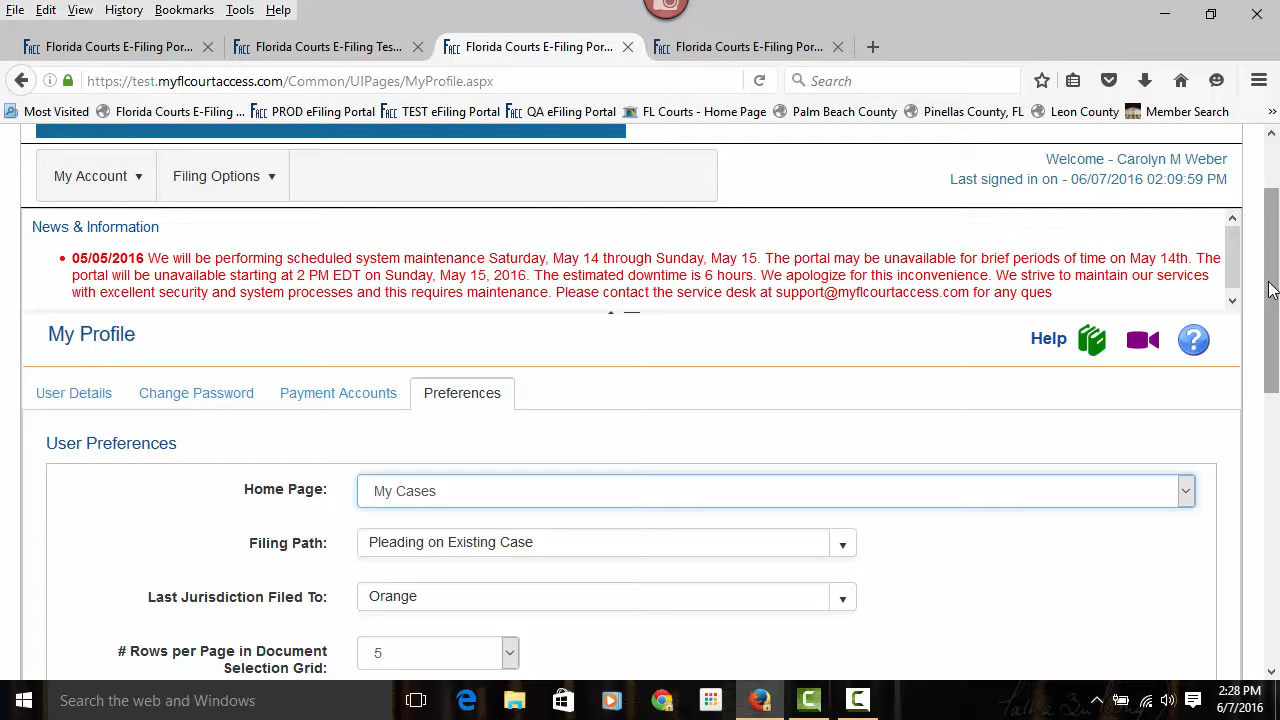 File Edit View History Bookmarks Tools Help
Florida Courts E-Filing Por... Florida Courts E-Filing Tes... Florida Courts E-Filing Por... Florida Courts E-Filing Por...
https://test.myflcourtaccess.com/Common/UIPages/MyProfile.aspx Search
Most Visited Florida Courts E-Filing ... PROD eFiling Portal TEST eFiling Portal QA eFiling Portal FL Courts - Home Page Palm Beach County Pinellas County, FL Leon County Member Search
Welcome - Carolyn M Weber
My Account Filing Options
Last signed in on - 06/07/2016 02:09:59 PM
News & Information
• 05/05/2016 We will be performing scheduled system maintenance Saturday, May 14 through Sunday, May 15. The portal may be unavailable for brief periods of time on May 14th. The
portal will be unavailable starting at 2 PM EDT on Sunday, May 15, 2016. The estimated downtime is 6 hours. We apologize for this inconvenience. We strive to maintain our services
with excellent security and system processes and this requires maintenance. Please contact the service desk at support@myflcourtaccess.com for any ques
My Profile Help
User Details Change Password Payment Accounts Preferences
User Preferences
Home Page: My Cases
Filing Path: Pleading on Existing Case
Last Jurisdiction Filed To: Orange
# Rows per Page in Document
Selection Grid: 5
Search the web and Windows
2:28 PM
6/7/2016